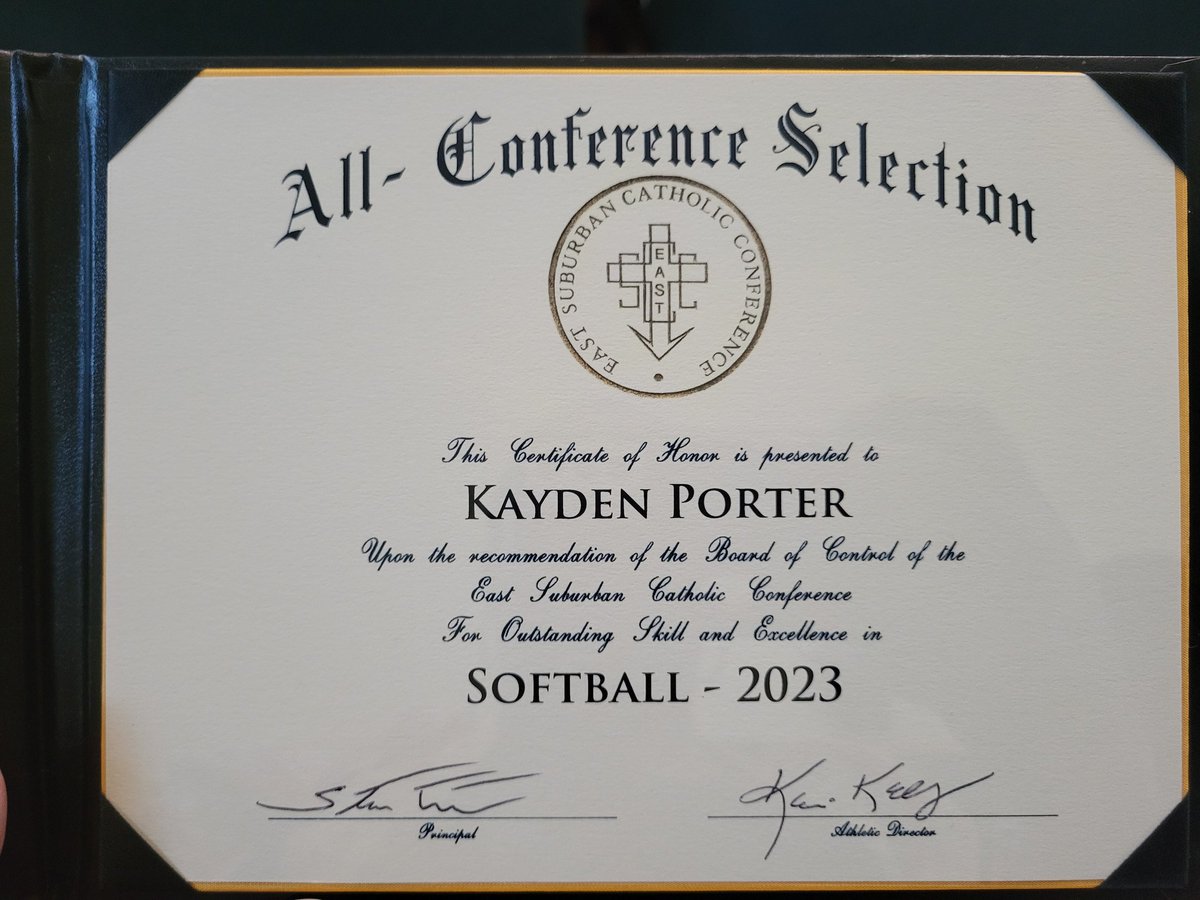 All- Conference Selection
EAST SUBURBAN CATHOLIC CONFERENCE
EAST
This Certificate of Honor is presented to
KAYDEN PORTER
Upon the recommendation of the Board of Control of the
East Suburban Catholic Conference
For Outstanding Skill and Excellence in
SOFTBALL - 2023
Principal
Athletic Director